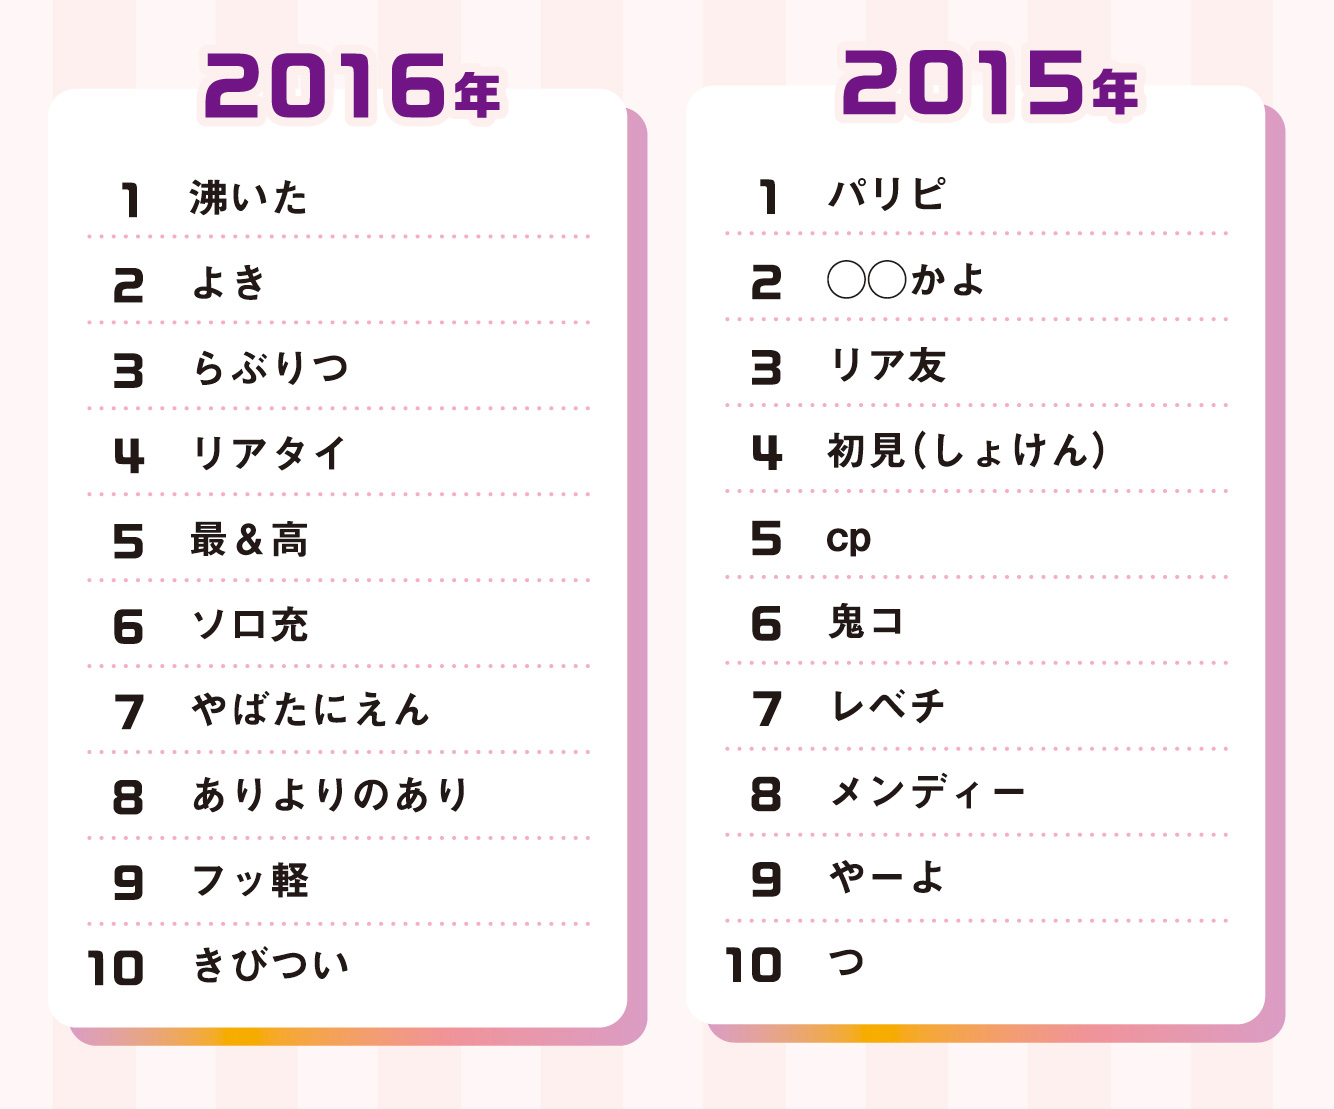 2016年
1 沸いた
2 よき
3 らぶりつ
4 リアタイ
5 最＆高
6 ソロ充
7 やばたにえん
8 ありよりのあり
9 フッ軽
10 きびつい
2015年
1 パリピ
2 ◯◯かよ
3 リア友
4 初見(しょけん)
5 cp
6 鬼コ
7 レベチ
8 メンディー
9 やーよ
10 つ